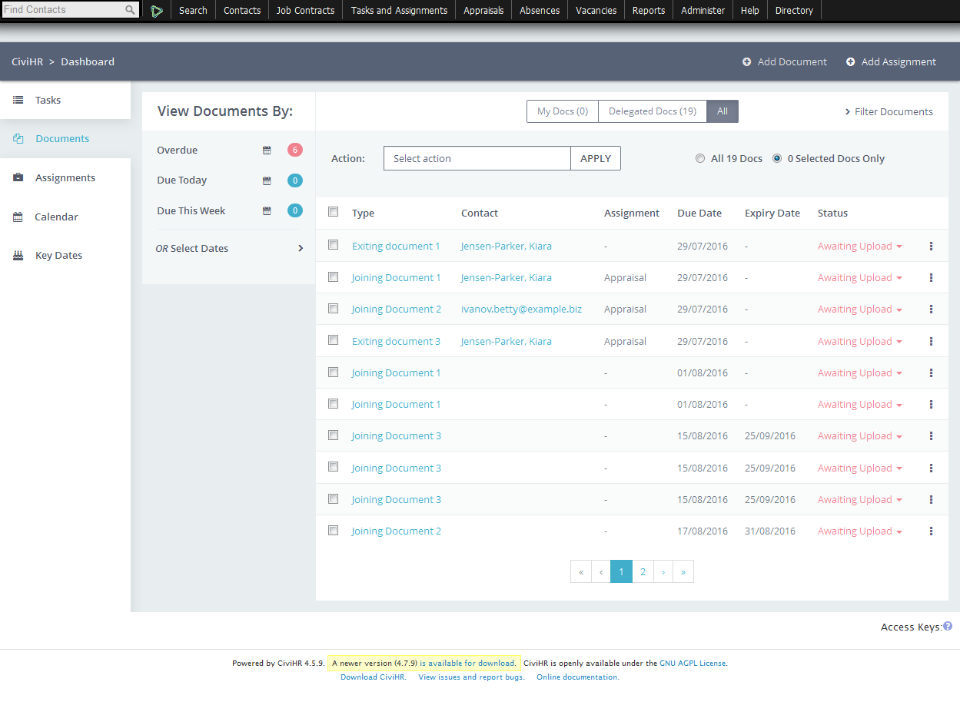 Find Contacts Search Contacts Job Contracts Tasks and Assignments Appraisals Absences Vacancies Reports Administer Help Directory
CiviHR > Dashboard Add Document Add Assignment
Tasks
Documents
Assignments
Calendar
Key Dates
View Documents By:
Overdue 6
Due Today 0
Due This Week 0
OR Select Dates
My Docs (0) Delegated Docs (19) All Filter Documents
Action: Select action APPLY All 19 Docs 0 Selected Docs Only
Type Contact Assignment Due Date Expiry Date Status
Exiting document 1 Jensen-Parker, Kiara - 29/07/2016 - Awaiting Upload
Joining Document 1 Jensen-Parker, Kiara Appraisal 29/07/2016 - Awaiting Upload
Joining Document 2 ivanov.betty@example.biz Appraisal 29/07/2016 - Awaiting Upload
Exiting document 3 Jensen-Parker, Kiara Appraisal 29/07/2016 - Awaiting Upload
Joining Document 1 - 01/08/2016 - Awaiting Upload
Joining Document 1 - 01/08/2016 - Awaiting Upload
Joining Document 3 - 15/08/2016 25/09/2016 Awaiting Upload
Joining Document 3 - 15/08/2016 25/09/2016 Awaiting Upload
Joining Document 3 - 15/08/2016 25/09/2016 Awaiting Upload
Joining Document 2 - 17/08/2016 31/08/2016 Awaiting Upload
« ‹ 1 2 › »
Access Keys:?
Powered by CiviHR 4.5.9. A newer version (4.7.9) is available for download. CiviHR is openly available under the GNU AGPL License.
Download CiviHR. View issues and report bugs. Online documentation.